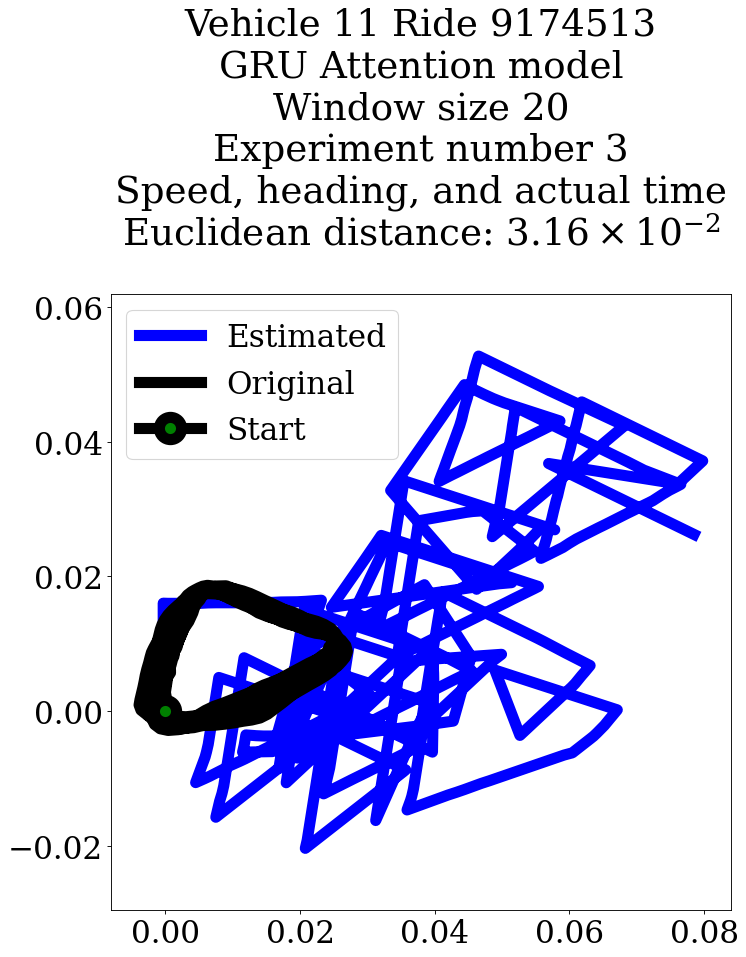 Vehicle 11 Ride 9174513
GRU Attention model
Window size 20
Experiment number 3
Speed, heading, and actual time
Euclidean distance: 3.16 × 10⁻²
Estimated
Original
Start
0.06
0.04
0.02
0.00
−0.02
0.00 0.02 0.04 0.06 0.08